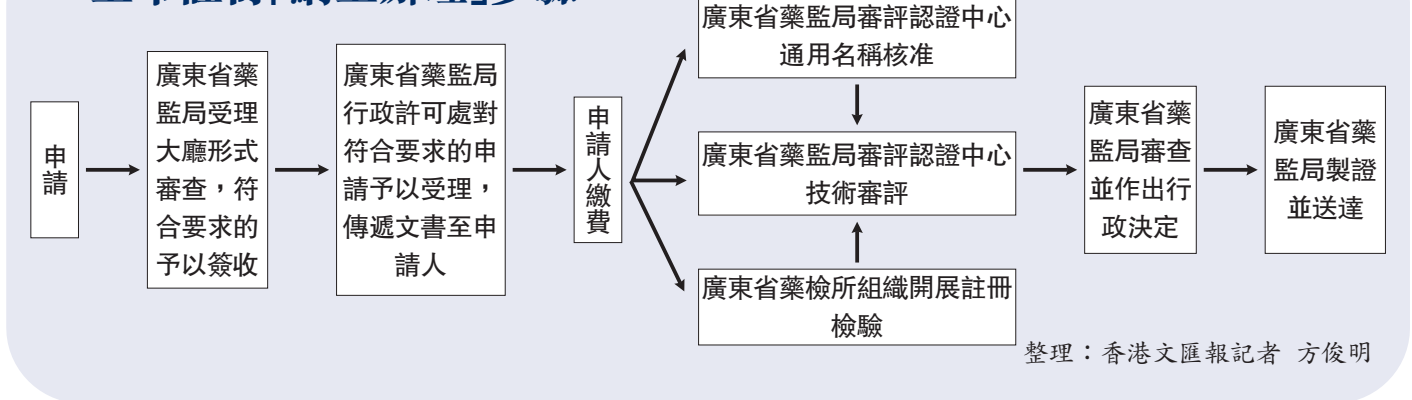 申請
廣東省藥
監局受理
大廳形式
審查，符
合要求的
予以簽收
廣東省藥監局
行政許可處對
符合要求的申
請予以受理，
傳遞文書至申
請人
申請人繳費
廣東省藥監局審評認證中心
通用名稱核准
廣東省藥監局審評認證中心
技術審評
廣東省藥檢所組織開展註冊
檢驗
廣東省藥
監局審查
並作出行
政決定
廣東省藥
監局製證
並送達
整理：香港文匯報記者 方俊明